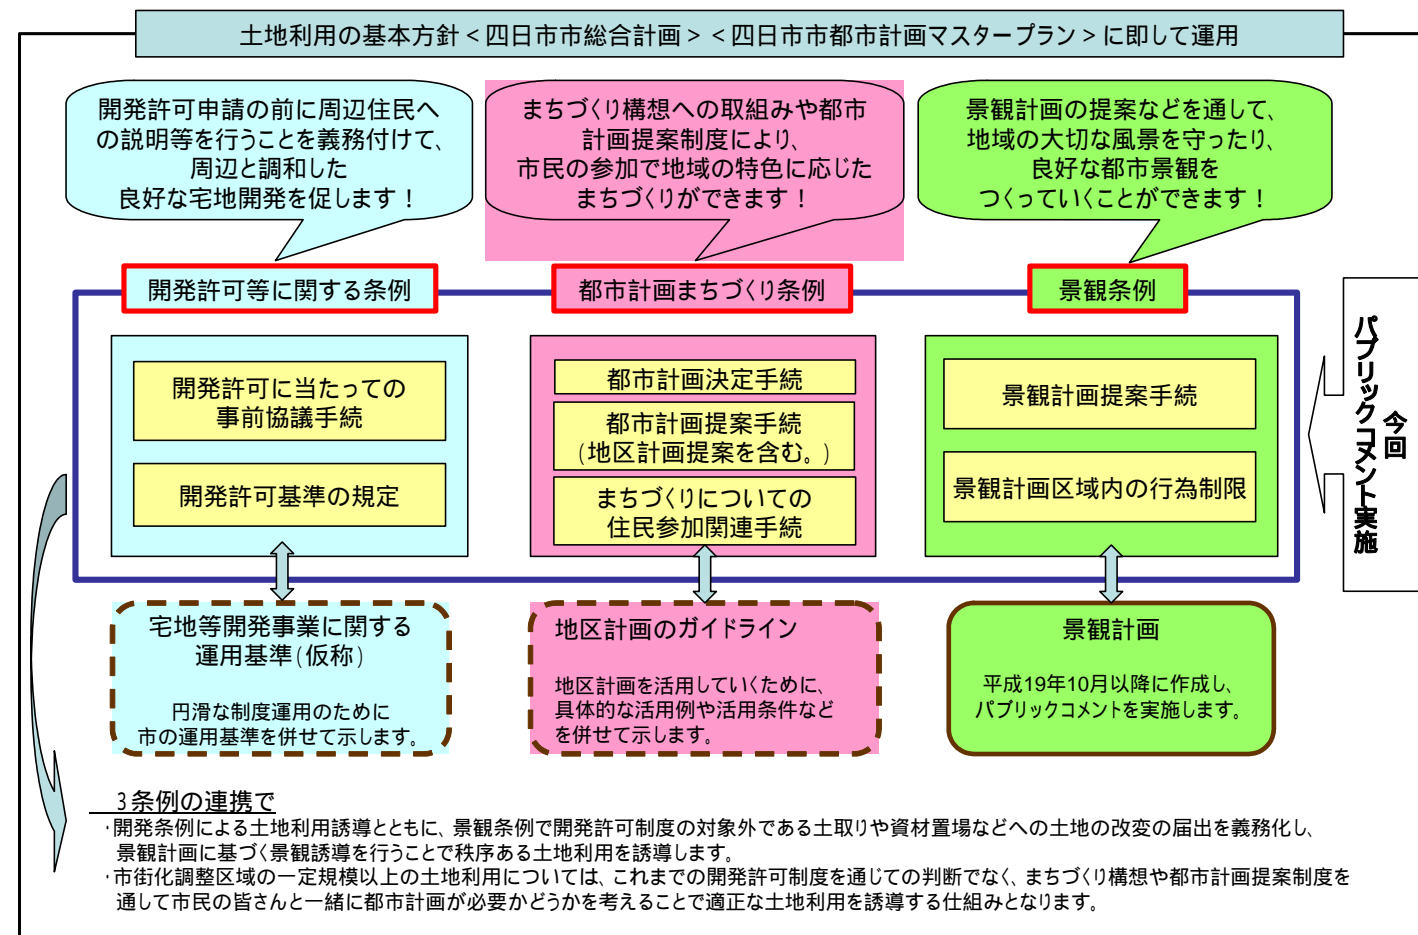 土地利用の基本方針<四日市市総合計画><四日市市都市計画マスタープラン>に即して運用
開発許可申請の前に周辺住民へ
の説明等を行うことを義務付けて、
周辺と調和した
良好な宅地開発を促します!
まちづくり構想への取組みや都市
計画提案制度により、
市民の参加で地域の特色に応じた
まちづくりができます!
景観計画の提案などを通して、
地域の大切な風景を守ったり、
良好な都市景観を
つくっていくことができます!
開発許可等に関する条例
都市計画まちづくり条例
景観条例
開発許可に当たっての
事前協議手続
開発許可基準の規定
都市計画決定手続
都市計画提案手続
(地区計画提案を含む。)
まちづくりについての
住民参加関連手続
景観計画提案手続
景観計画区域内の行為制限
今回
パブリックコメント実施
宅地等開発事業に関する
運用基準(仮称)
円滑な制度運用のために
市の運用基準を併せて示します。
地区計画のガイドライン
地区計画を活用していくために、
具体的な活用例や活用条件など
を併せて示します。
景観計画
平成19年10月以降に作成し、
パブリックコメントを実施します。
3条例の連携で
・開発条例による土地利用誘導とともに、景観条例で開発許可制度の対象外である土取りや資材置場などへの土地の改変の届出を義務化し、
景観計画に基づく景観誘導を行うことで秩序ある土地利用を誘導します。
・市街化調整区域の一定規模以上の土地利用については、これまでの開発許可制度を通じての判断でなく、まちづくり構想や都市計画提案制度を
通して市民の皆さんと一緒に都市計画が必要かどうかを考えることで適正な土地利用を誘導する仕組みとなります。